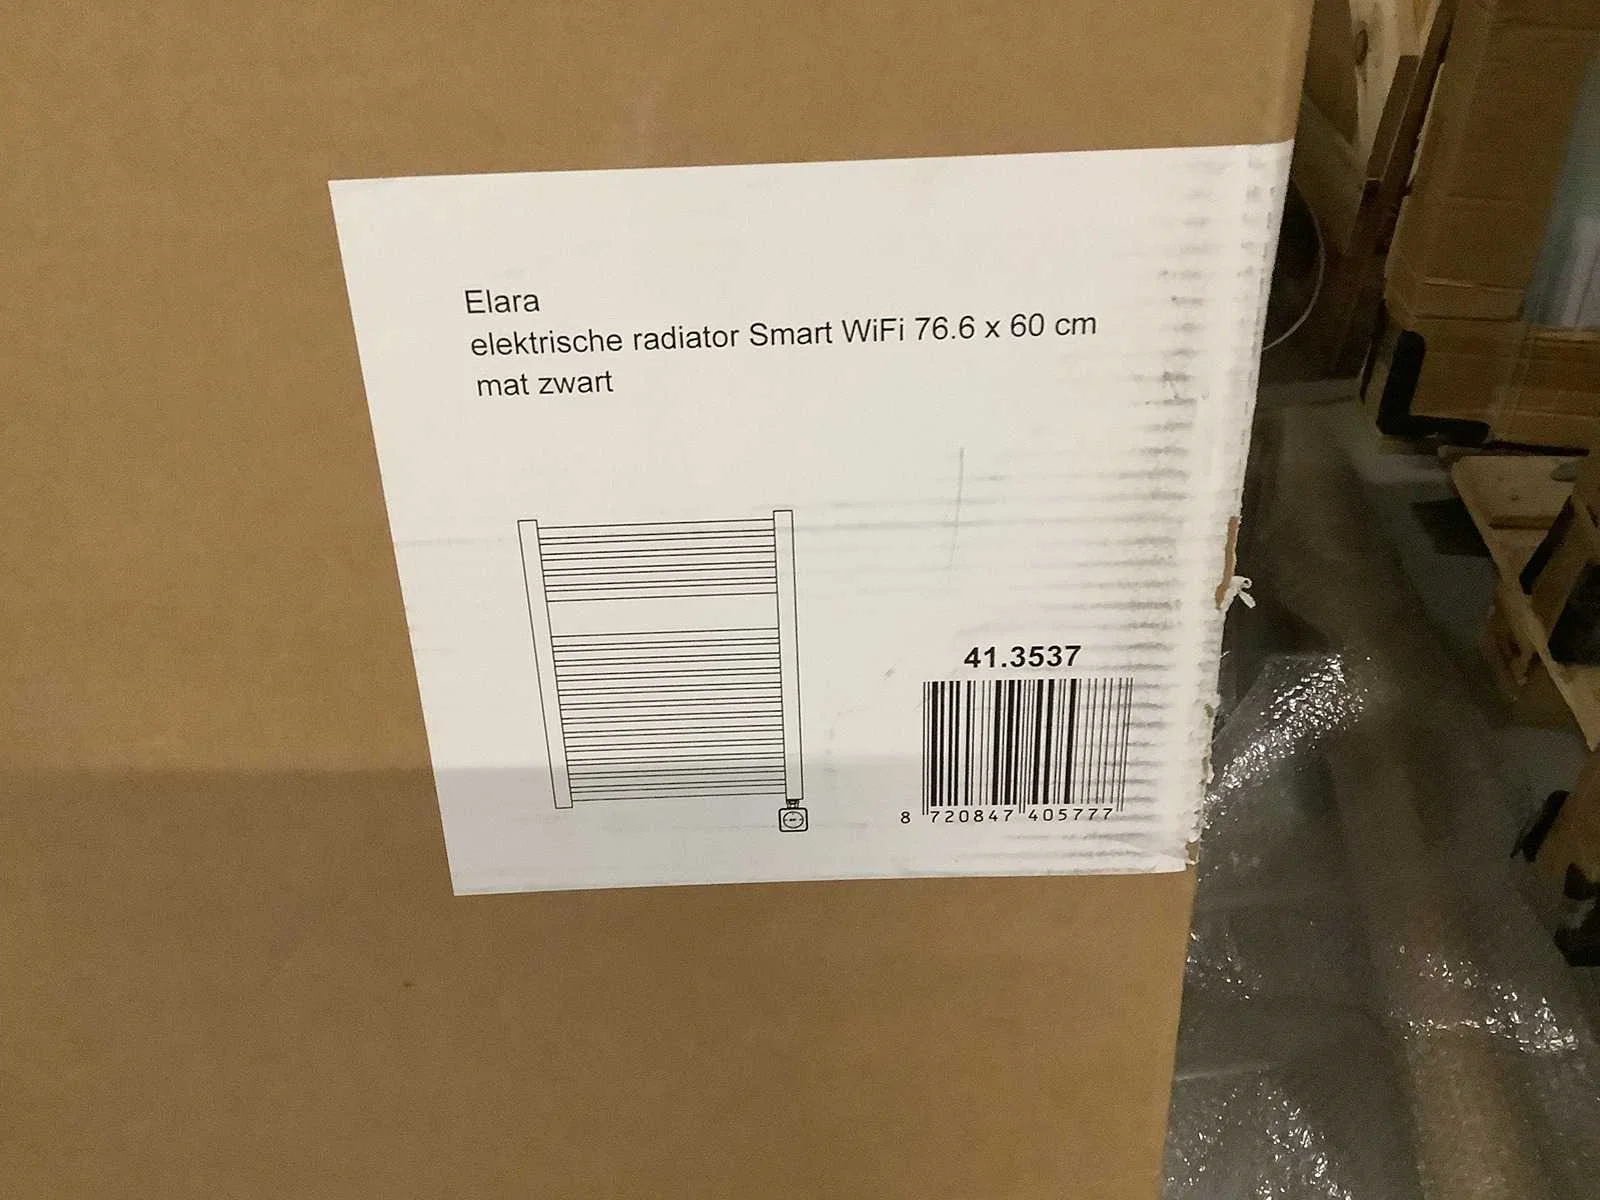 Elara
elektrische radiator Smart WiFi 76.6 x 60 cm
mat zwart
41.3537
8 720847 405777